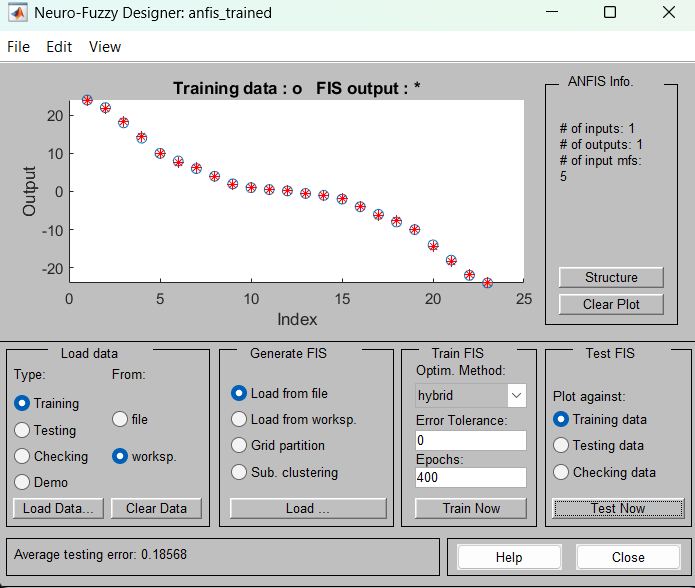 Neuro-Fuzzy Designer: anfis_trained
File Edit View
Training data : o FIS output : *
20
10
0
-10
-20
Output
0 5 10 15 20 25
Index
ANFIS Info.
# of inputs: 1
# of outputs: 1
# of input mfs:
5
Structure
Clear Plot
Load data
Type: From:
Training
Testing
Checking
Demo
file
worksp.
Load Data... Clear Data
Generate FIS
Load from file
Load from worksp.
Grid partition
Sub. clustering
Load ...
Train FIS
Optim. Method:
hybrid
Error Tolerance:
0
Epochs:
400
Train Now
Test FIS
Plot against:
Training data
Testing data
Checking data
Test Now
Average testing error: 0.18568
Help Close